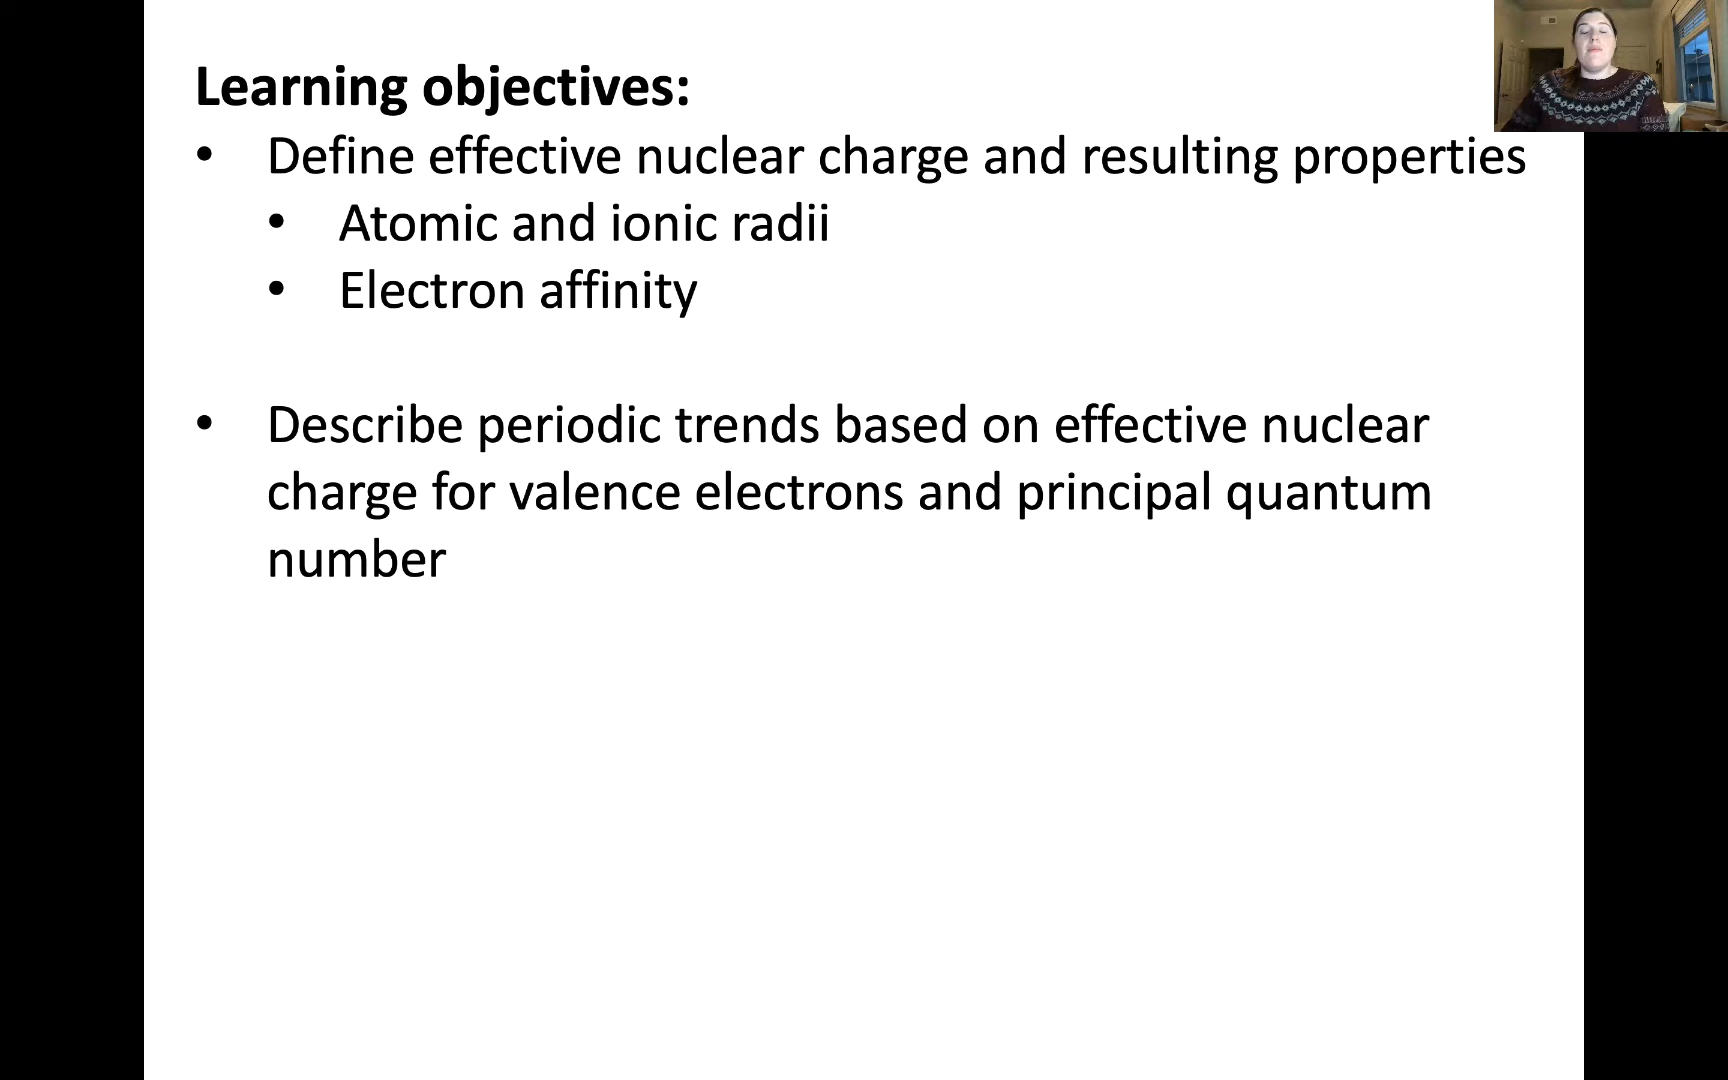 Learning objectives:
• Define effective nuclear charge and resulting properties
• Atomic and ionic radii
• Electron affinity
• Describe periodic trends based on effective nuclear
charge for valence electrons and principal quantum
number